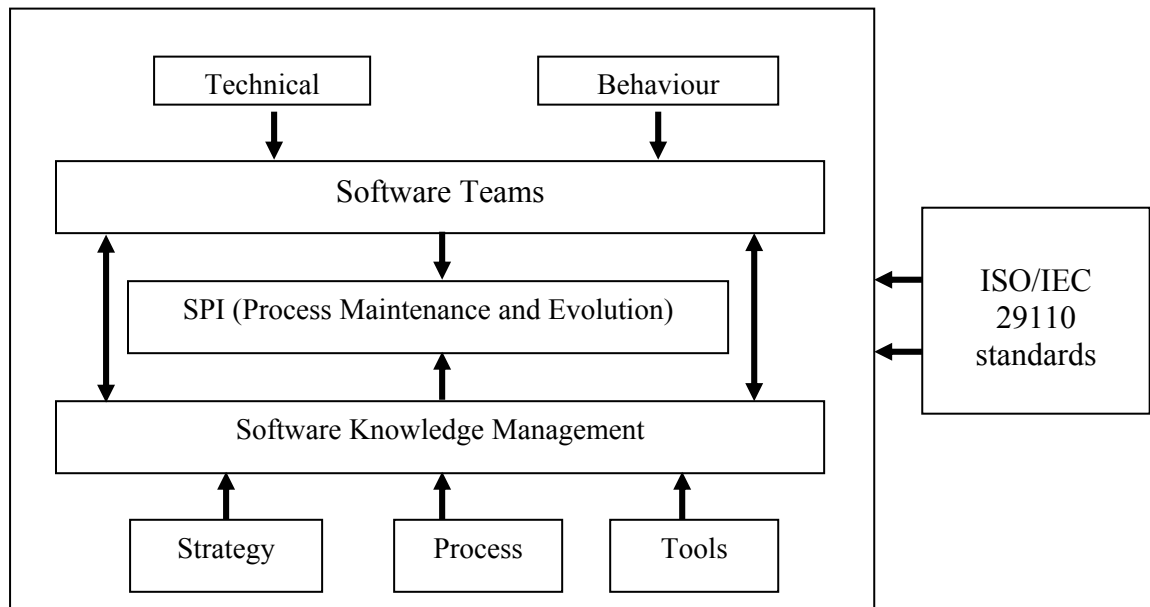 Technical
Behaviour
Software Teams
SPI (Process Maintenance and Evolution)
Software Knowledge Management
Strategy
Process
Tools
ISO/IEC
29110
standards